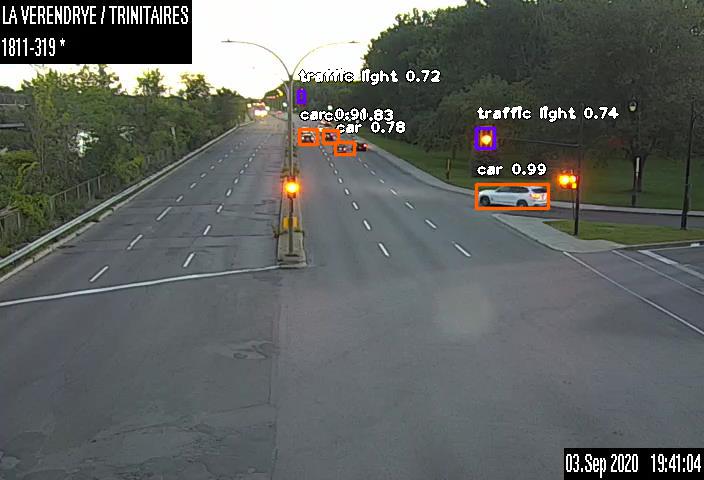 LA VERENDRYE / TRINITAIRES
1811-319 *
traffic light 0.72
car 0.91
0.83
car 0.78
traffic light 0.74
car 0.99
03.Sep 2020 19:41:04